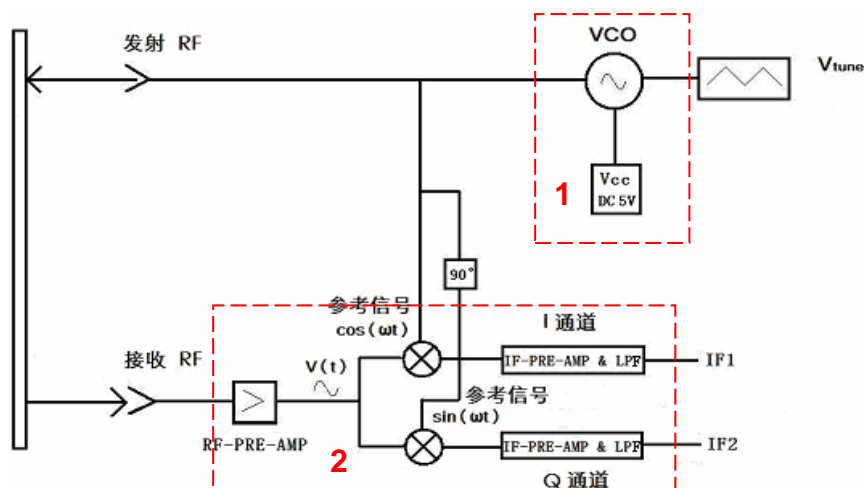 发射 RF
VCO
Vtune
Vcc
DC 5V
1
90°
参考信号
cos(ωt)
I 通道
接收 RF
V(t)
IF-PRE-AMP & LPF
IF1
参考信号
sin(ωt)
>
RF-PRE-AMP
2
IF-PRE-AMP & LPF
IF2
Q 通道